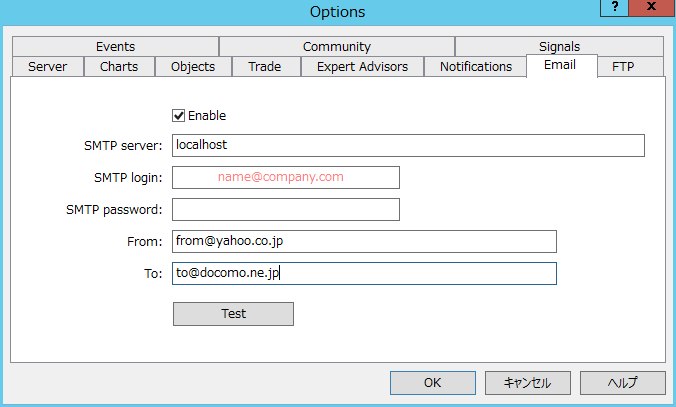 Options
? x
Events Community Signals
Server Charts Objects Trade Expert Advisors Notifications Email FTP
Enable
SMTP server: localhost
SMTP login: name@company.com
SMTP password:
From: from@yahoo.co.jp
To: to@docomo.ne.jp
Test
OK キャンセル ヘルプ